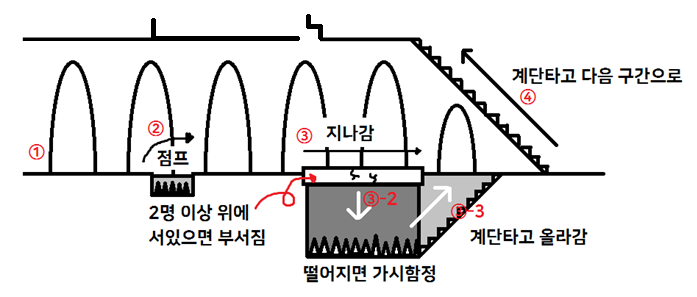 ①
②
점프
③
지나감
계단타고 다음 구간으로
④
2명 이상 위에
서있으면 부서짐
③-2
③-3
계단타고 올라감
떨어지면 가시함정